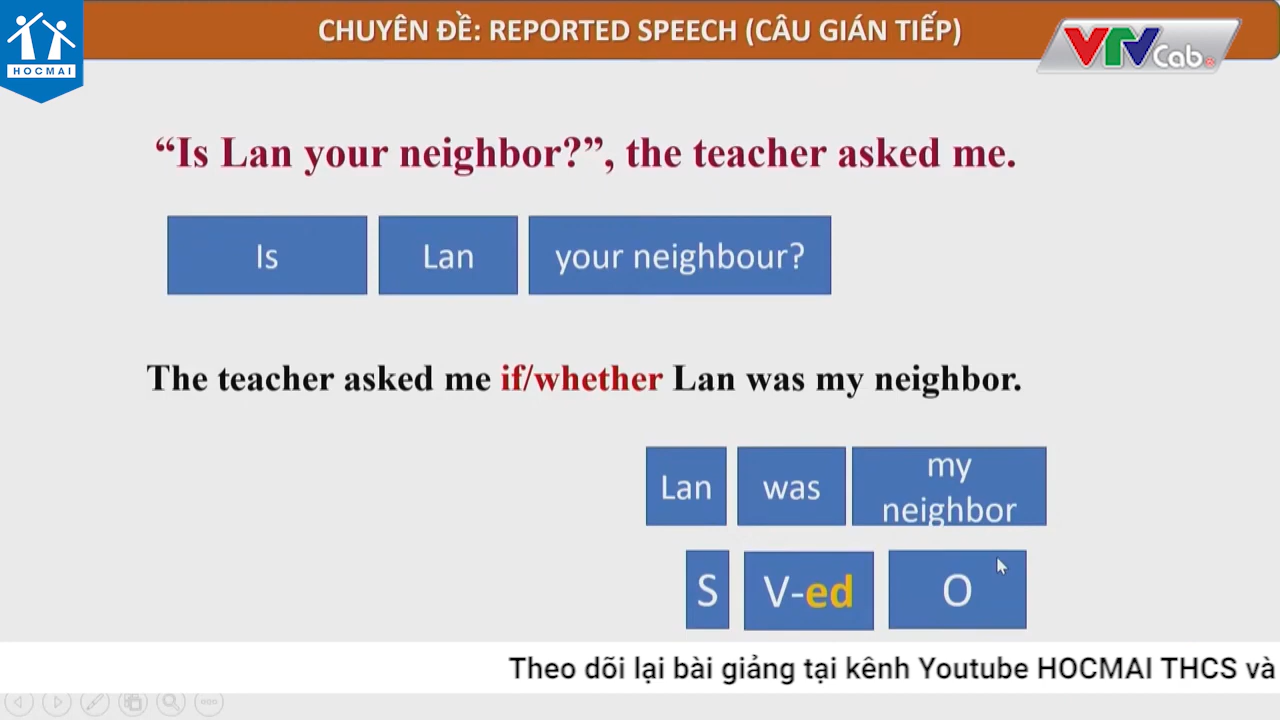 CHUYÊN ĐỀ: REPORTED SPEECH (CÂU GIÁN TIẾP)
HOCMAI
VTVCab
“Is Lan your neighbor?”, the teacher asked me.
Is Lan your neighbour?
The teacher asked me if/whether Lan was my neighbor.
Lan was my
neighbor
S V-ed O
Theo dõi lại bài giảng tại kênh Youtube HOCMAI THCS và